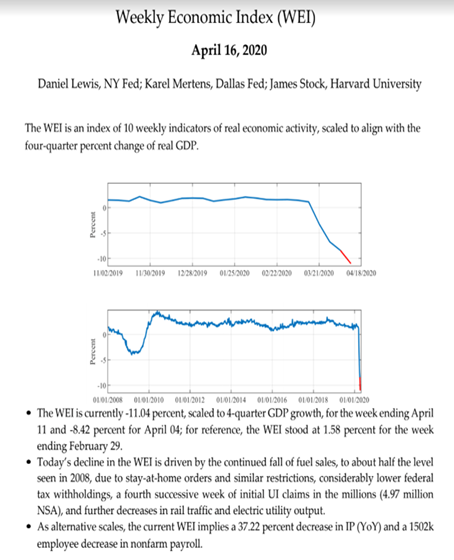 Weekly Economic Index (WEI)
April 16, 2020
Daniel Lewis, NY Fed; Karel Mertens, Dallas Fed; James Stock, Harvard University
The WEI is an index of 10 weekly indicators of real economic activity, scaled to align with the
four-quarter percent change of real GDP.
Percent
0
-5
-10
11/02/2019 11/30/2019 12/28/2019 01/25/2020 02/22/2020 03/21/2020 04/18/2020
Percent
0
-5
-10
01/01/2008 01/01/2010 01/01/2012 01/01/2014 01/01/2016 01/01/2018 01/01/2020
• The WEI is currently -11.04 percent, scaled to 4-quarter GDP growth, for the week ending April
11 and -8.42 percent for April 04; for reference, the WEI stood at 1.58 percent for the week
ending February 29.
• Today's decline in the WEI is driven by the continued fall of fuel sales, to about half the level
seen in 2008, due to stay-at-home orders and similar restrictions, considerably lower federal
tax withholdings, a fourth successive week of initial UI claims in the millions (4.97 million
NSA), and further decreases in rail traffic and electric utility output.
• As alternative scales, the current WEI implies a 37.22 percent decrease in IP (YoY) and a 1502k
employee decrease in nonfarm payroll.